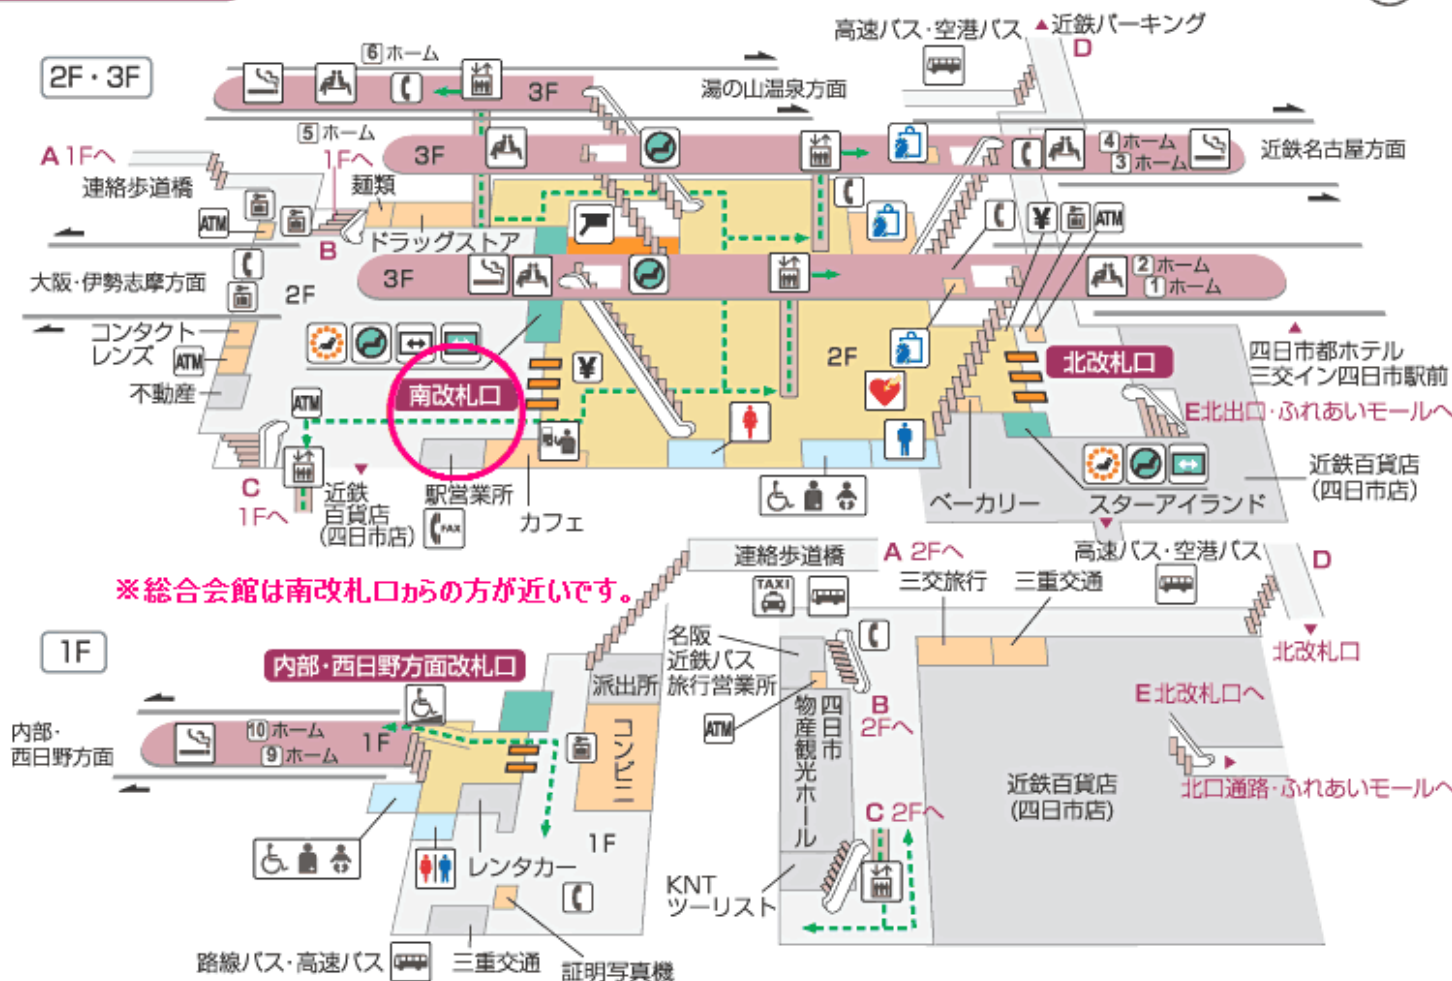 高速バス・空港バス
▲近鉄パーキング
D
2F・3F
6 ホーム
3F
湯の山温泉方面
5 ホーム
A 1Fへ
連絡歩道橋
1Fへ
3F
4 ホーム
3 ホーム
近鉄名古屋方面
麺類
ATM
B
ドラッグストア
¥
ATM
大阪・伊勢志摩方面
2F
3F
2 ホーム
1 ホーム
コンタクト
レンズ
ATM
不動産
南改札口
¥
2F
北改札口
四日市都ホテル
三交イン四日市駅前
E北出口・ふれあいモールへ
ATM
C
1Fへ
近鉄
百貨店
(四日市店)
駅営業所
FAX
カフェ
ベーカリー
スターアイランド
近鉄百貨店
(四日市店)
※総合会館は南改札口からの方が近いです。
連絡歩道橋
A 2Fへ
高速バス・空港バス
D
TAXI
三交旅行
三重交通
北改札口
1F
内部・西日野方面改札口
派出所
名阪
近鉄バス
旅行営業所
ATM
B
2Fへ
E北改札口へ
内部・
西日野方面
10 ホーム
9 ホーム
1F
コンビニ
四日市
物産観光ホール
近鉄百貨店
(四日市店)
北口通路・ふれあいモールへ
C 2Fへ
1F
レンタカー
KNT
ツーリスト
路線バス・高速バス
三重交通
証明写真機